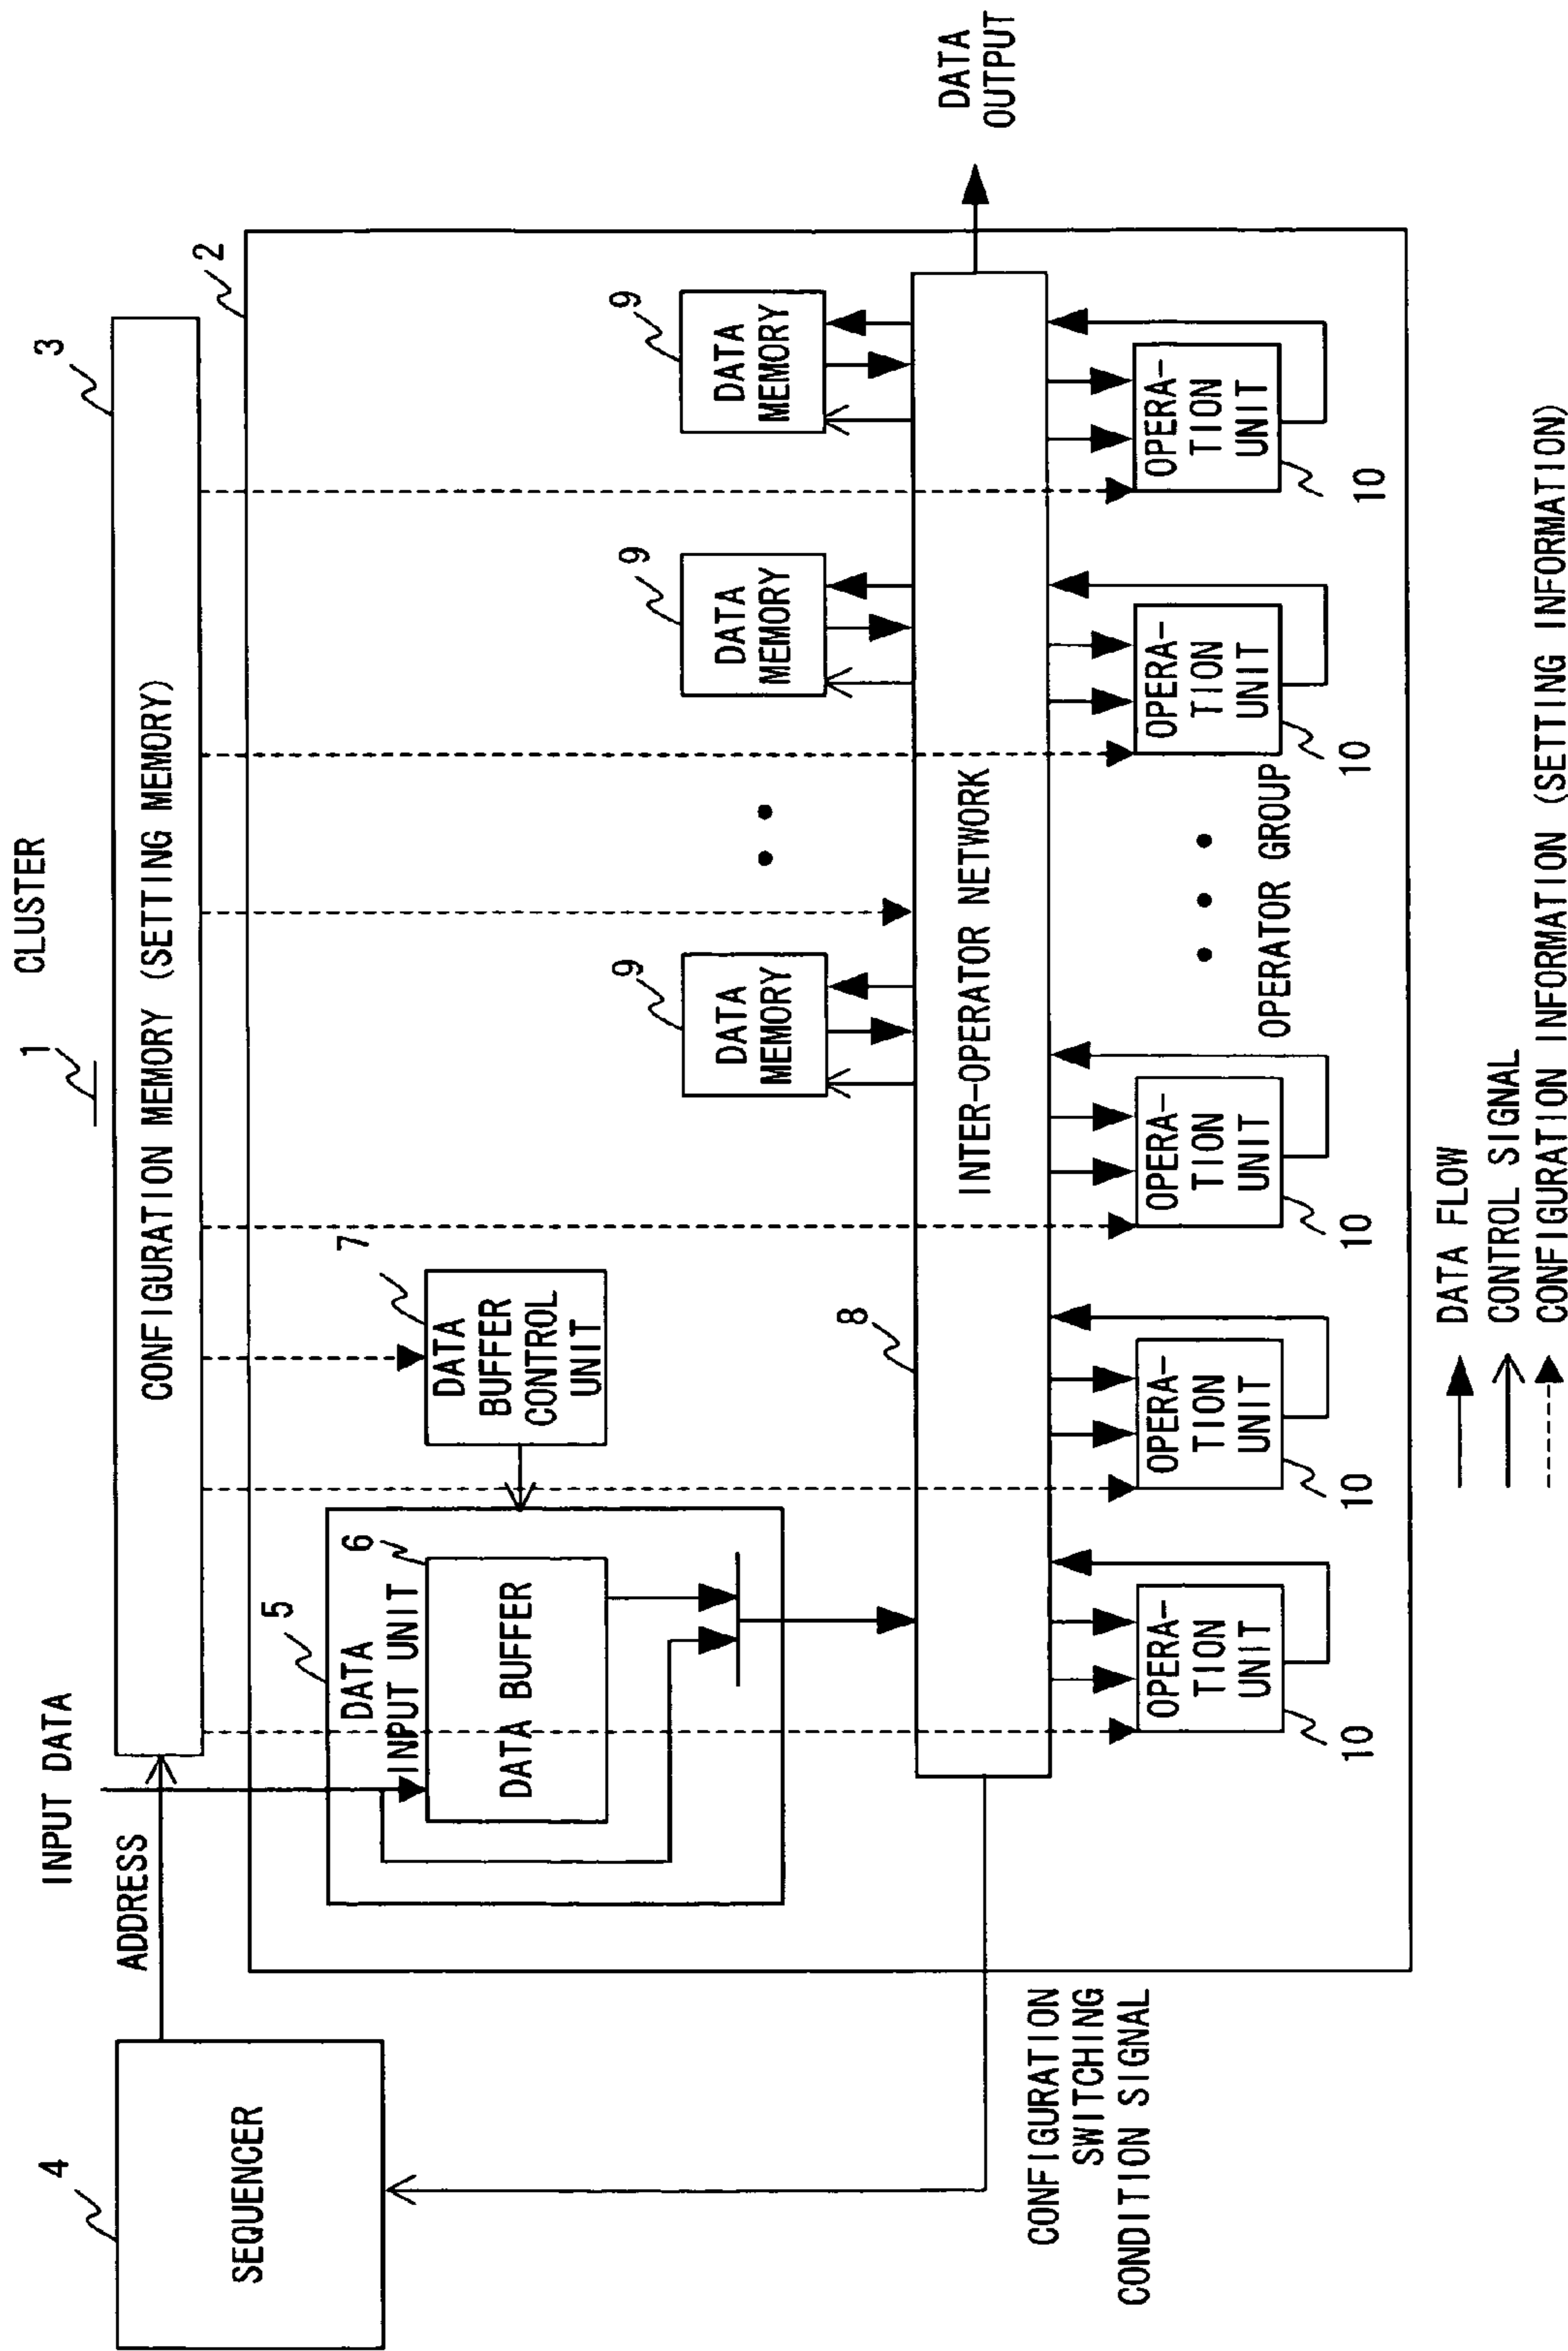 1 CLUSTER
INPUT DATA
3
CONFIGURATION MEMORY (SETTING MEMORY)
4
SEQUENCER
ADDRESS
2
5
DATA
INPUT UNIT
6
DATA BUFFER
7
DATA
BUFFER
CONTROL
UNIT
9
DATA
MEMORY
9
DATA
MEMORY
9
DATA
MEMORY
8
INTER-OPERATOR NETWORK
DATA
OUTPUT
CONFIGURATION
SWITCHING
CONDITION SIGNAL
OPERA-
TION
UNIT
10
OPERA-
TION
UNIT
10
OPERA-
TION
UNIT
10
OPERATOR GROUP
OPERA-
TION
UNIT
10
OPERA-
TION
UNIT
10
DATA FLOW
CONTROL SIGNAL
CONFIGURATION INFORMATION (SETTING INFORMATION)